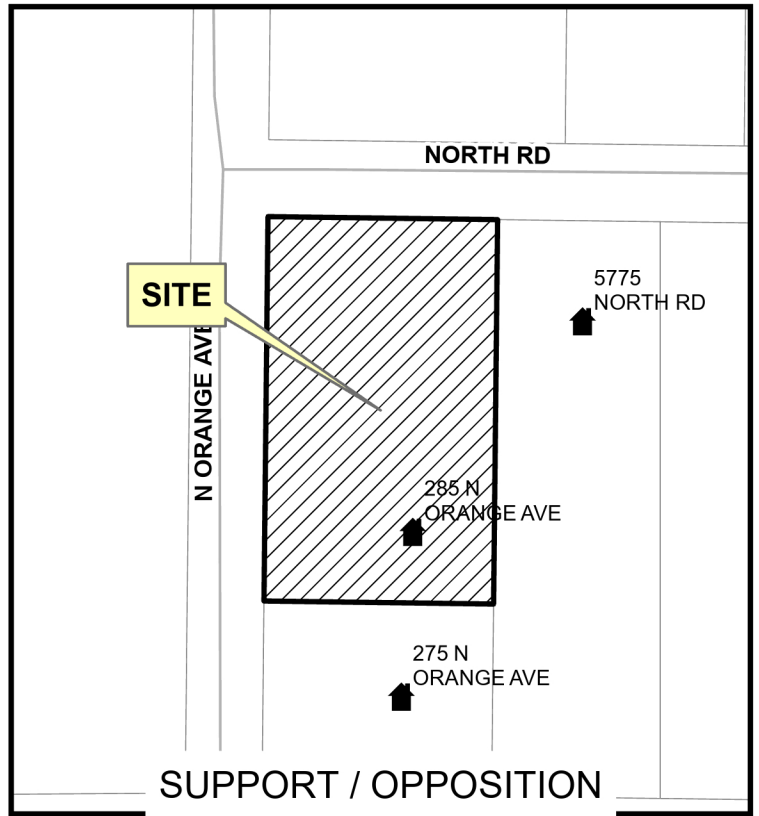 NORTH RD
5775
NORTH RD
SITE
N ORANGE AVE
285 N
ORANGE AVE
275 N
ORANGE AVE
SUPPORT / OPPOSITION